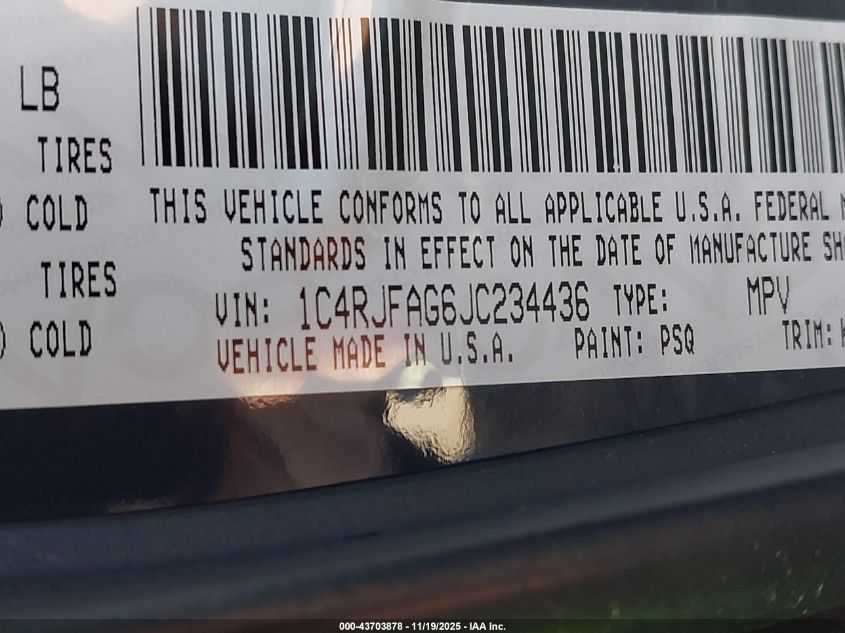 LB
TIRES
COLD
THIS VEHICLE CONFORMS TO ALL APPLICABLE U.S.A. FEDERAL
STANDARDS IN EFFECT ON THE DATE OF MANUFACTURE
TIRES
VIN: 1C4RJFAG6JC234436 TYPE: MPV
COLD
VEHICLE MADE IN U.S.A. PAINT: PSQ TRIM:
000-43703878 - 11/19/2025 - IAA Inc.